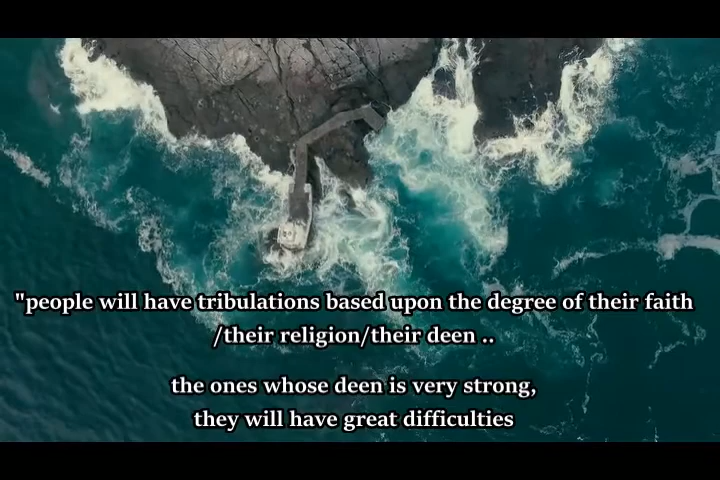 "people will have tribulations based upon the degree of their faith
/their religion/their deen ..
the ones whose deen is very strong,
they will have great difficulties